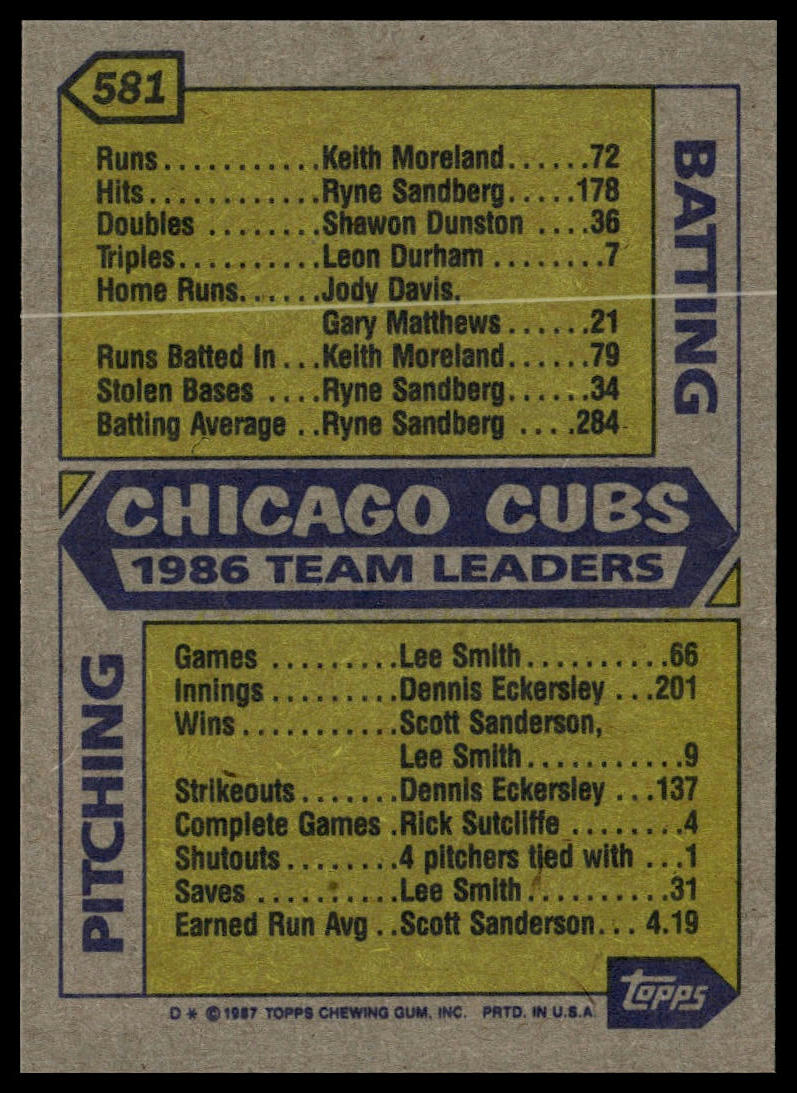 581
BATTING
Runs..........Keith Moreland......72
Hits............Ryne Sandberg.....178
Doubles ........Shawon Dunston ....36
Triples..........Leon Durham ........7
Home Runs......Jody Davis,
Gary Matthews......21
Runs Batted In...Keith Moreland......79
Stolen Bases ....Ryne Sandberg......34
Batting Average ..Ryne Sandberg ....284
CHICAGO CUBS
1986 TEAM LEADERS
PITCHING
Games .........Lee Smith..........66
Innings .........Dennis Eckersley ...201
Wins...........Scott Sanderson,
Lee Smith...........9
Strikeouts.......Dennis Eckersley ...137
Complete Games .Rick Sutcliffe ........4
Shutouts........4 pitchers tied with ...1
Saves ..........Lee Smith..........31
Earned Run Avg ..Scott Sanderson... 4.19
topps
D * © 1987 TOPPS CHEWING GUM, INC. PRTD. IN U.S.A.